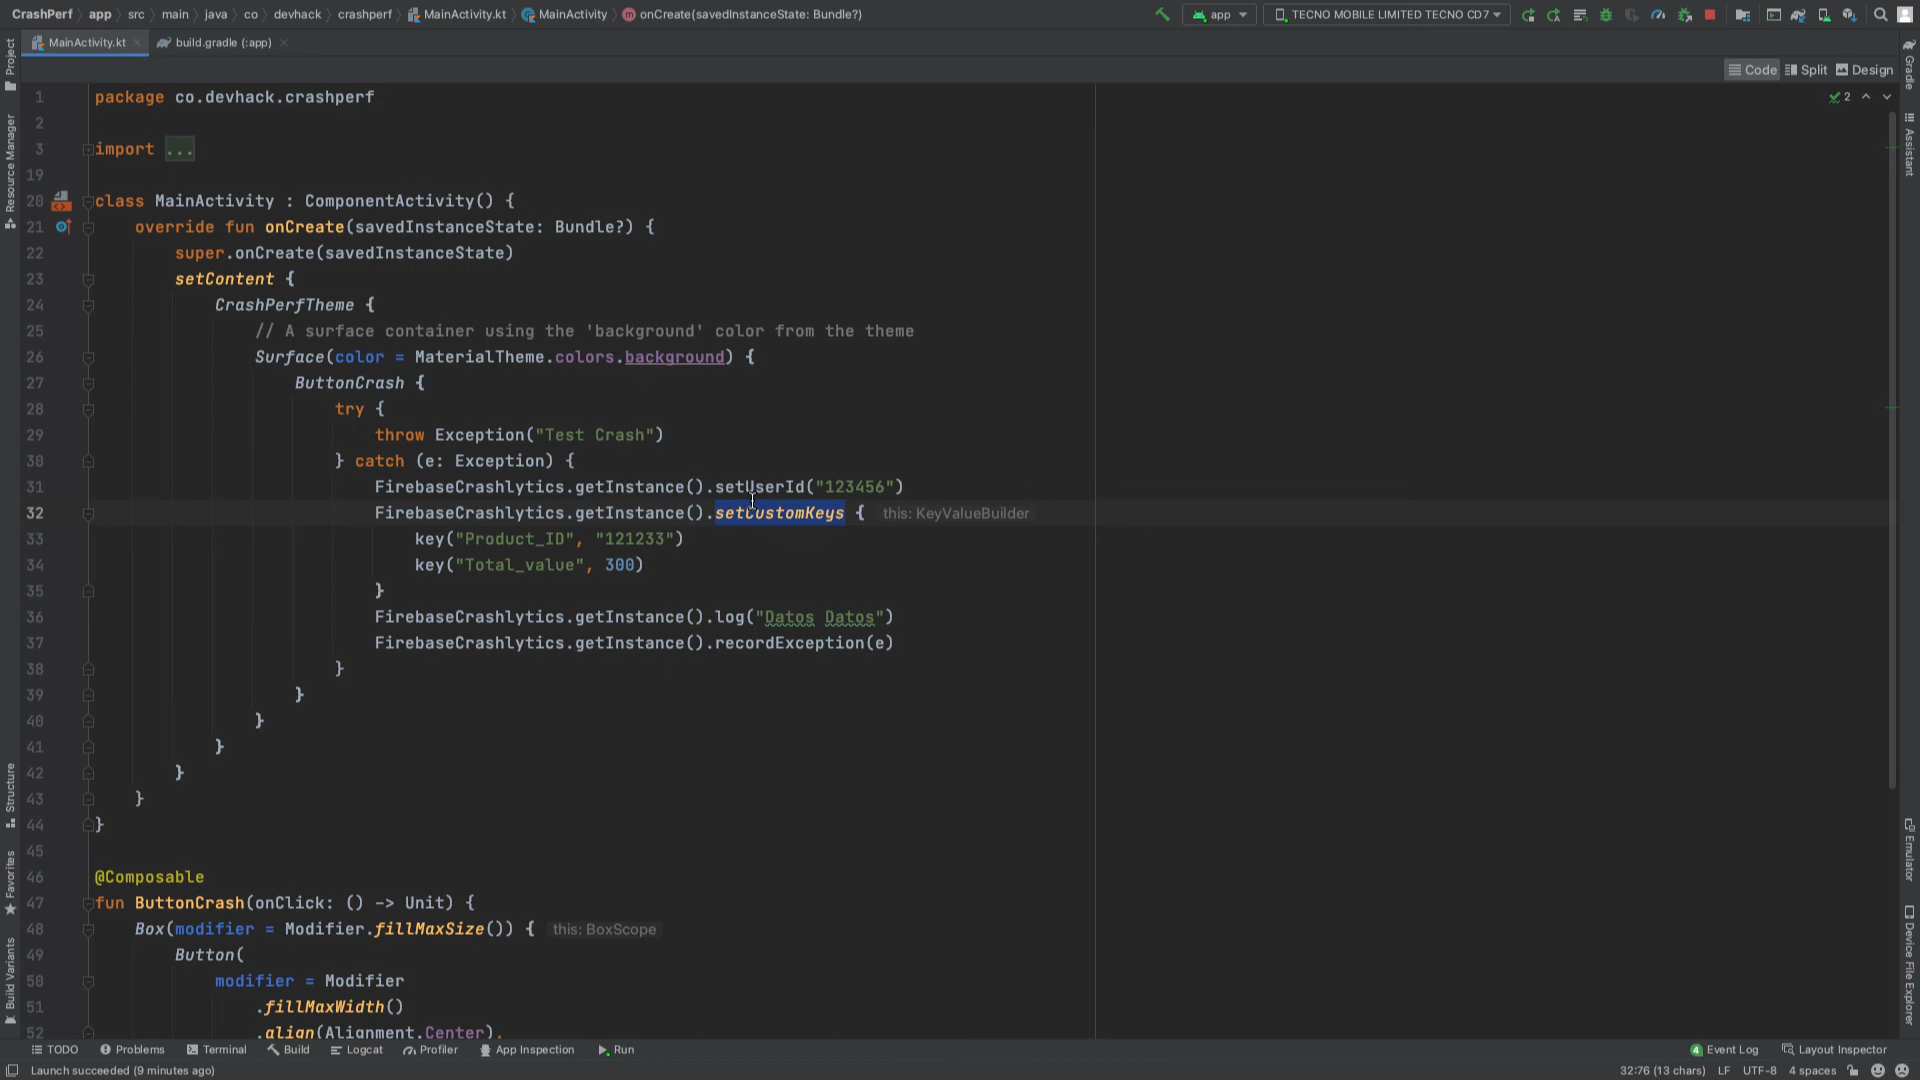 CrashPerf app src main java co devhack crashperf MainActivity.kt MainActivity onCreate(savedInstanceState: Bundle?) app TECNO MOBILE LIMITED TECNO CD7
MainActivity.kt build.gradle (:app)
Code Split Design
Project
Resource Manager
Structure
Favorites
Build Variants
Gradle
Assistant
Emulator
Device File Explorer
2
1 package co.devhack.crashperf
2
3 import ...
19
20 class MainActivity : ComponentActivity() {
21 override fun onCreate(savedInstanceState: Bundle?) {
22 super.onCreate(savedInstanceState)
23 setContent {
24 CrashPerfTheme {
25 // A surface container using the 'background' color from the theme
26 Surface(color = MaterialTheme.colors.background) {
27 ButtonCrash {
28 try {
29 throw Exception("Test Crash")
30 } catch (e: Exception) {
31 FirebaseCrashlytics.getInstance().setUserId("123456")
32 FirebaseCrashlytics.getInstance().setCustomKeys { this: KeyValueBuilder
33 key("Product_ID", "121233")
34 key("Total_value", 300)
35 }
36 FirebaseCrashlytics.getInstance().log("Datos Datos")
37 FirebaseCrashlytics.getInstance().recordException(e)
38 }
39 }
40 }
41 }
42 }
43 }
44 }
45
46 @Composable
47 fun ButtonCrash(onClick: () -> Unit) {
48 Box(modifier = Modifier.fillMaxSize()) { this: BoxScope
49 Button(
50 modifier = Modifier
51 .fillMaxWidth()
52 .align(Alignment.Center),
TODO Problems Terminal Build Logcat Profiler App Inspection Run 4 Event Log Layout Inspector
Launch succeeded (9 minutes ago) 32:76 (13 chars) LF UTF-8 4 spaces